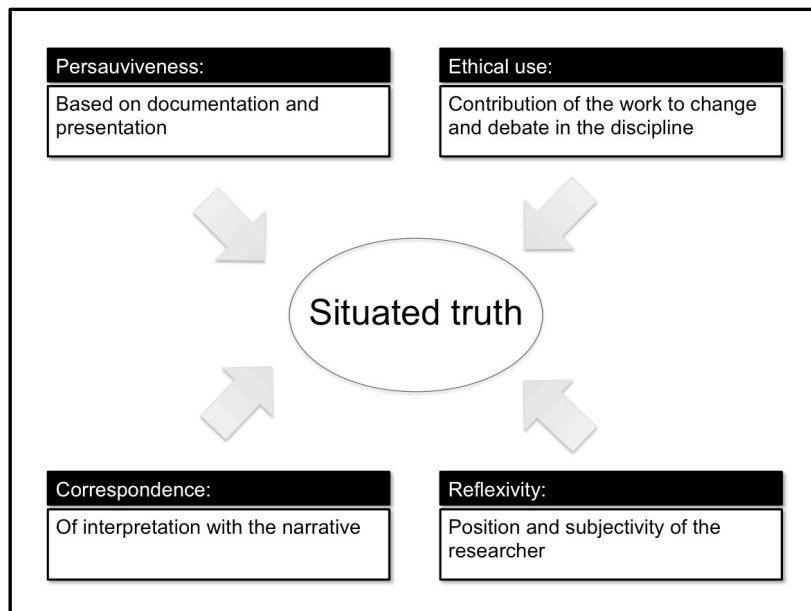 Persauviveness:
Based on documentation and
presentation
Ethical use:
Contribution of the work to change
and debate in the discipline
Situated truth
Correspondence:
Of interpretation with the narrative
Reflexivity:
Position and subjectivity of the
researcher